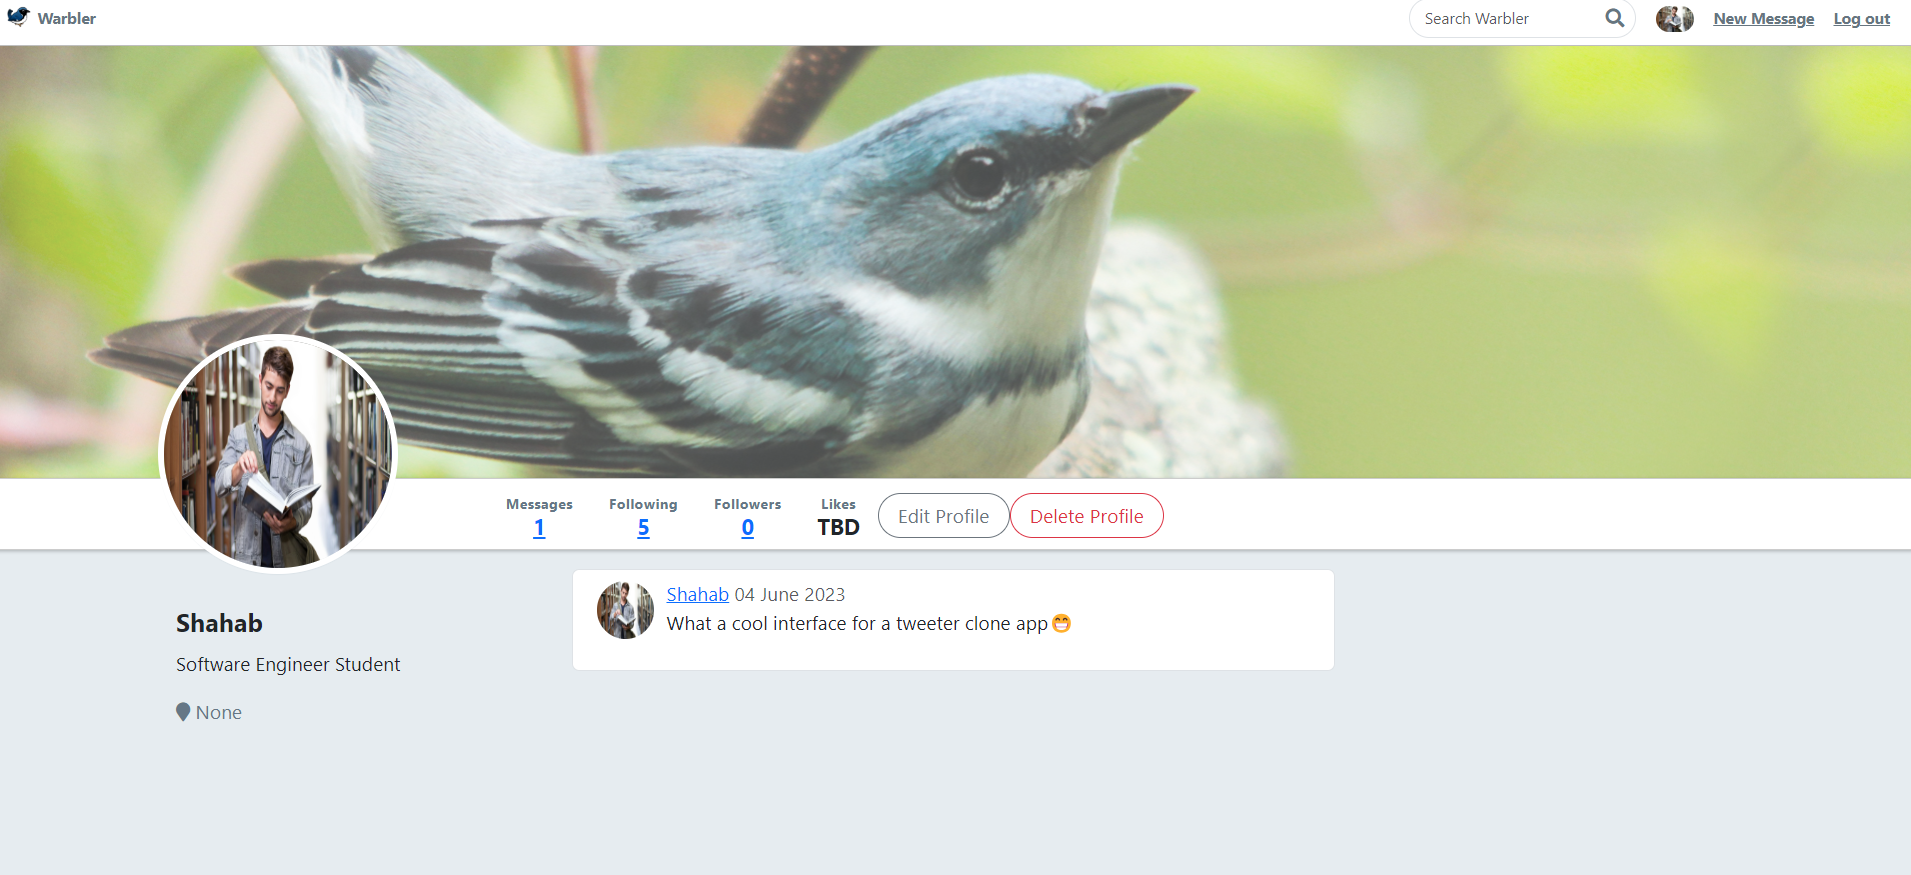 Warbler
Search Warbler
New Message
Log out
Messages
1
Following
5
Followers
0
Likes
TBD
Edit Profile
Delete Profile
Shahab
Software Engineer Student
None
Shahab 04 June 2023
What a cool interface for a tweeter clone app😁